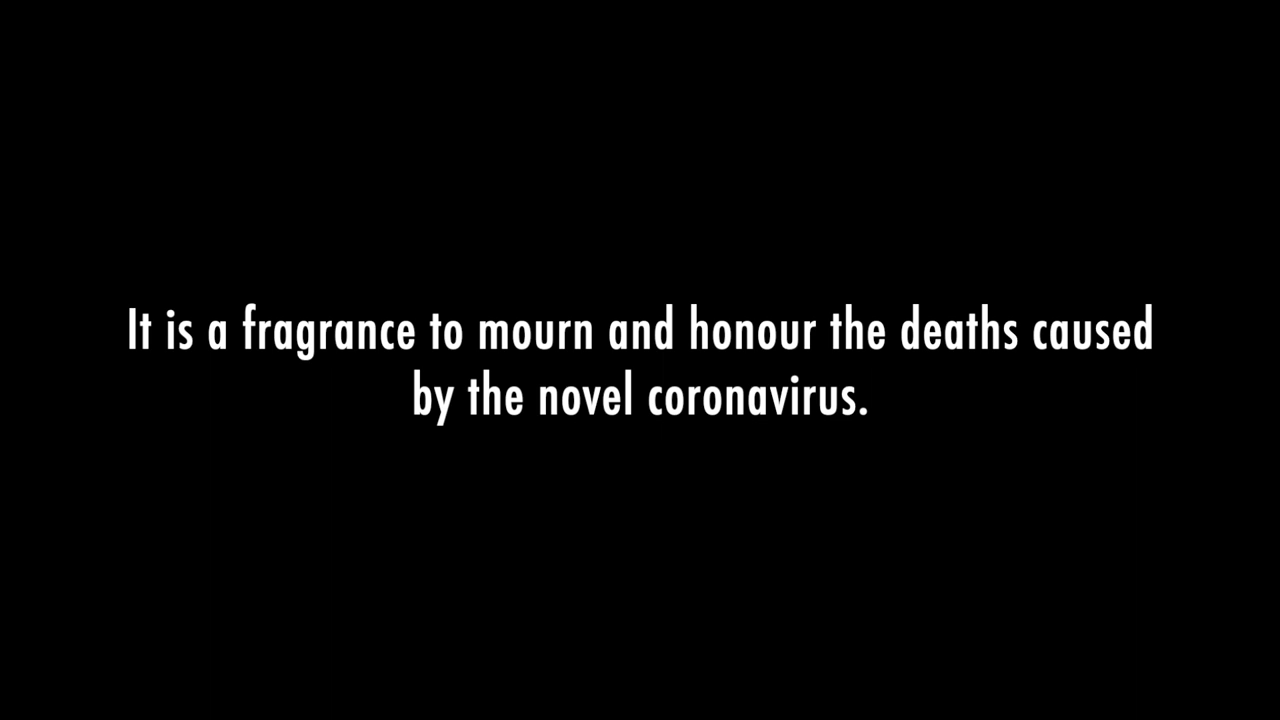 It is a fragrance to mourn and honour the deaths caused
by the novel coronavirus.